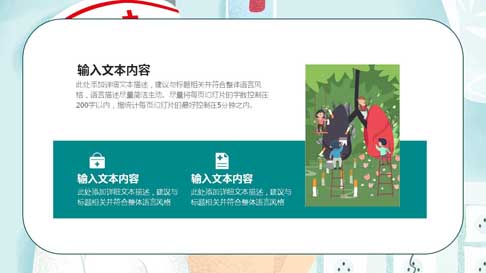 输入文本内容
此处添加详细文本描述，建议与标题相关并符合整体语言风
格，语言描述尽量简洁生动。尽量将每页幻灯片的字数控制在
200字以内，据统计每页幻灯片的最好控制在5分钟之内。
输入文本内容
此处添加详细文本描述，建议与
标题相关并符合整体语言风格
输入文本内容
此处添加详细文本描述，建议与
标题相关并符合整体语言风格